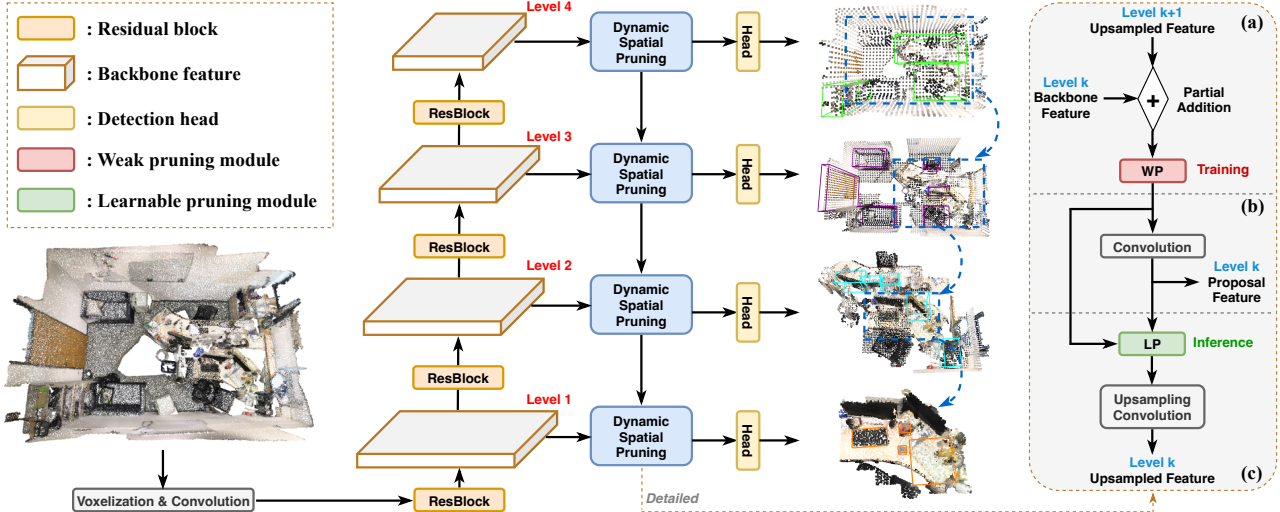 : Residual block
: Backbone feature
: Detection head
: Weak pruning module
: Learnable pruning module
Voxelization & Convolution
Level 4
Dynamic
Spatial
Pruning
Head
ResBlock
Level 3
Dynamic
Spatial
Pruning
Head
ResBlock
Level 2
Dynamic
Spatial
Pruning
Head
ResBlock
Level 1
Dynamic
Spatial
Pruning
Head
ResBlock
Detailed
(a)
Level k+1
Upsampled Feature
Level k
Backbone
Feature
+
Partial
Addition
WP
Training
(b)
Convolution
Level k
Proposal
Feature
LP
Inference
Upsampling
Convolution
Level k
Upsampled Feature
(c)